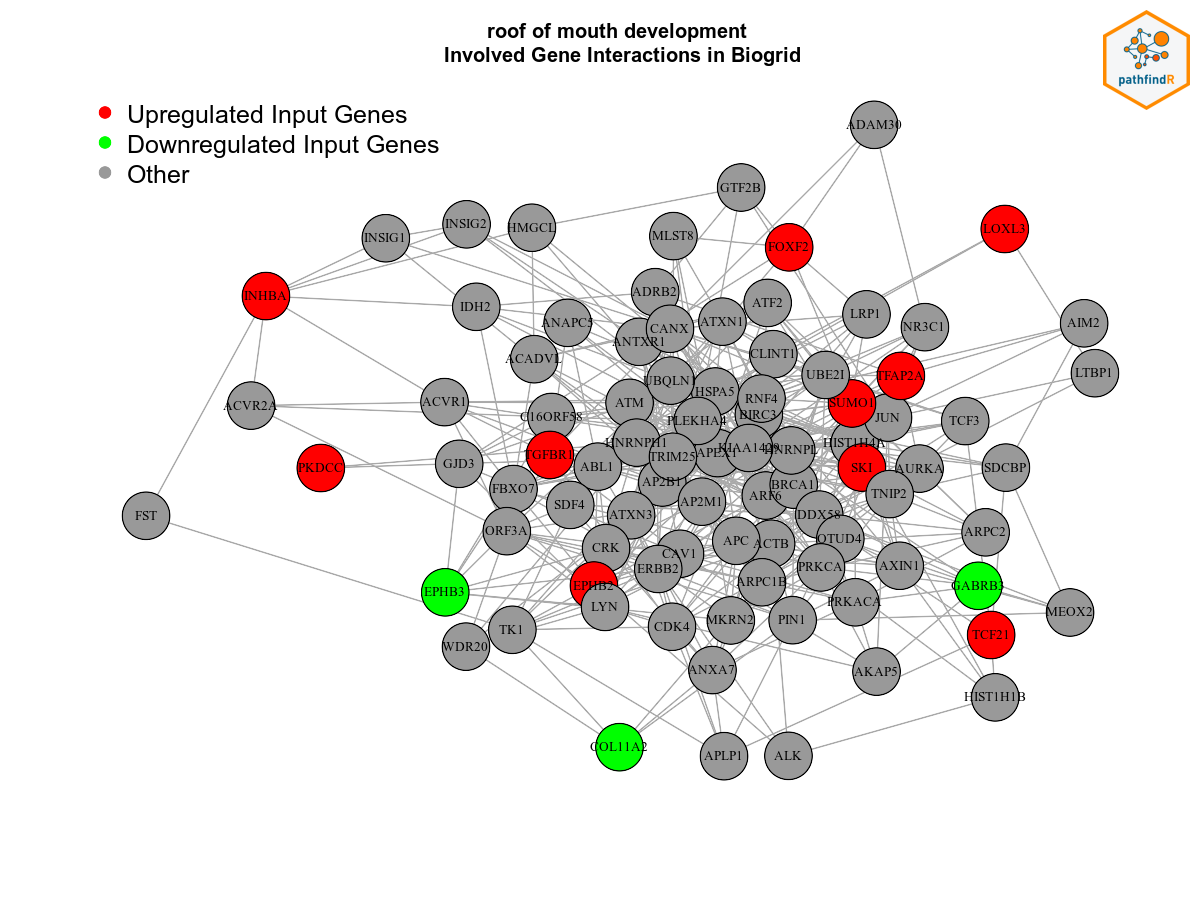 roof of mouth development
Involved Gene Interactions in Biogrid
pathfindR
Upregulated Input Genes
Downregulated Input Genes
Other
ADAM30
GTF2B
INSIG2
HMGCL
LOXL3
INSIG1
MLST8
FOXF2
ADRB2
INHBA
ATF2
IDH2
LRP1
ANAPC5
ATXN1
AIM2
CANX
NR3C1
ANTXR1
CLINT1
ACADVL
LTBP1
UBE2I
TFAP2A
UBQLN1
HSPA5
RNF4
ACVR2A
ACVR1
ATM
SUMO1
BIRC3
C16ORF58
JUN
PLEKHA4
TCF3
HNRNPH1
HIST1H4A
KIAA1429
HNRNPL
APEX1
TGFBR1
TRIM25
GJD3
PKDCC
ABL1
SKI
AURKA
SDCBP
AP2B1
BRCA1
FBXO7
ARF6
TNIP2
AP2M1
SDF4
FST
ATXN3
DDX58
ORF3A
ARPC2
OTUD4
APC
ACTB
CRK
CAV1
ERBB2
PRKCA
AXIN1
ARPC1B
EPHB2
GABRB3
EPHB3
PRKACA
LYN
MEOX2
MKRN2
PIN1
CDK4
TK1
TCF21
WDR20
ANXA7
AKAP5
HIST1H1B
COL11A2
APLP1
ALK